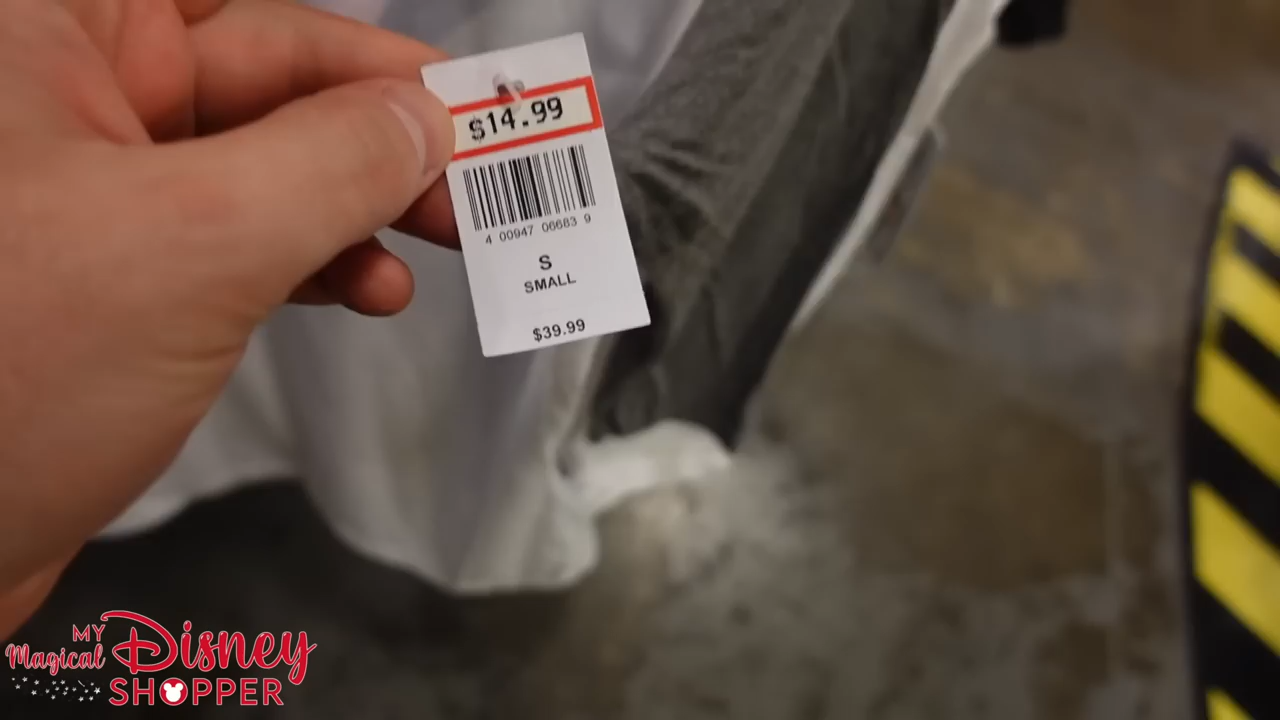 $14.99
4 00947 06683 9
S
SMALL
$39.99
MY
Magical Disney
SHOPPER